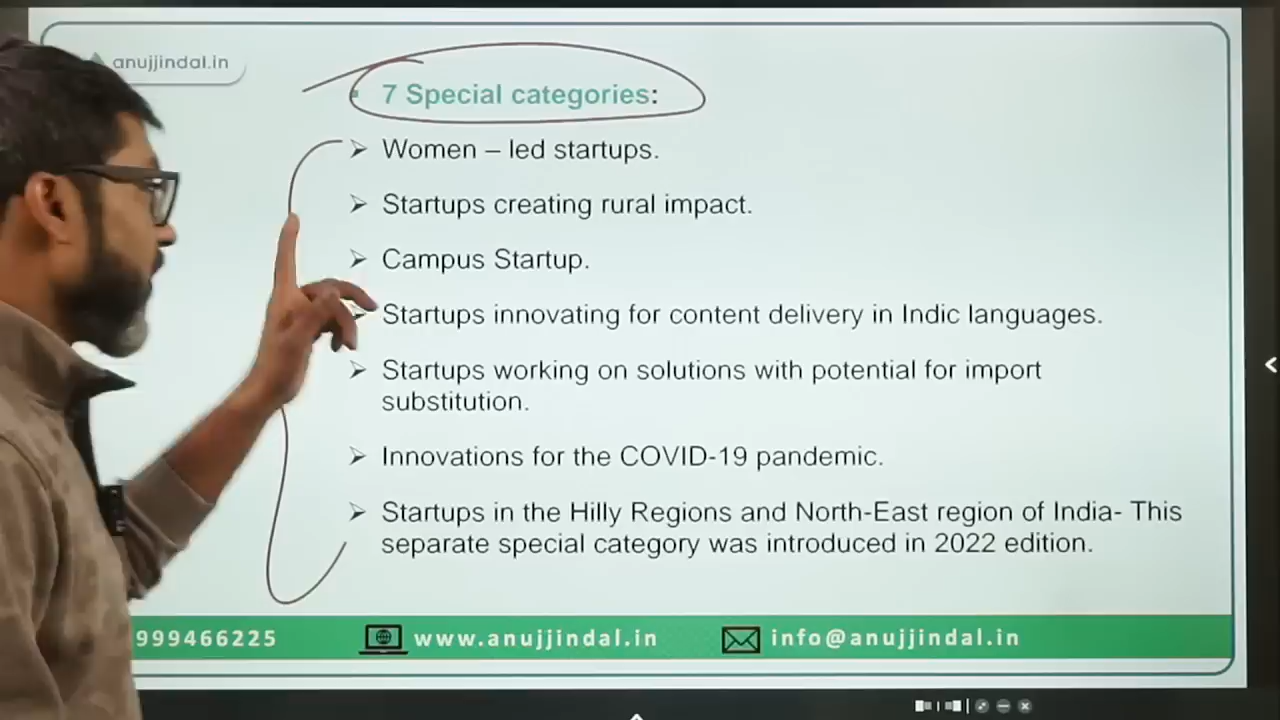 anujjindal.in
7 Special categories:
Women – led startups.
Startups creating rural impact.
Campus Startup.
Startups innovating for content delivery in Indic languages.
Startups working on solutions with potential for import
substitution.
Innovations for the COVID-19 pandemic.
Startups in the Hilly Regions and North-East region of India- This
separate special category was introduced in 2022 edition.
999466225
www.anujjindal.in
info@anujjindal.in